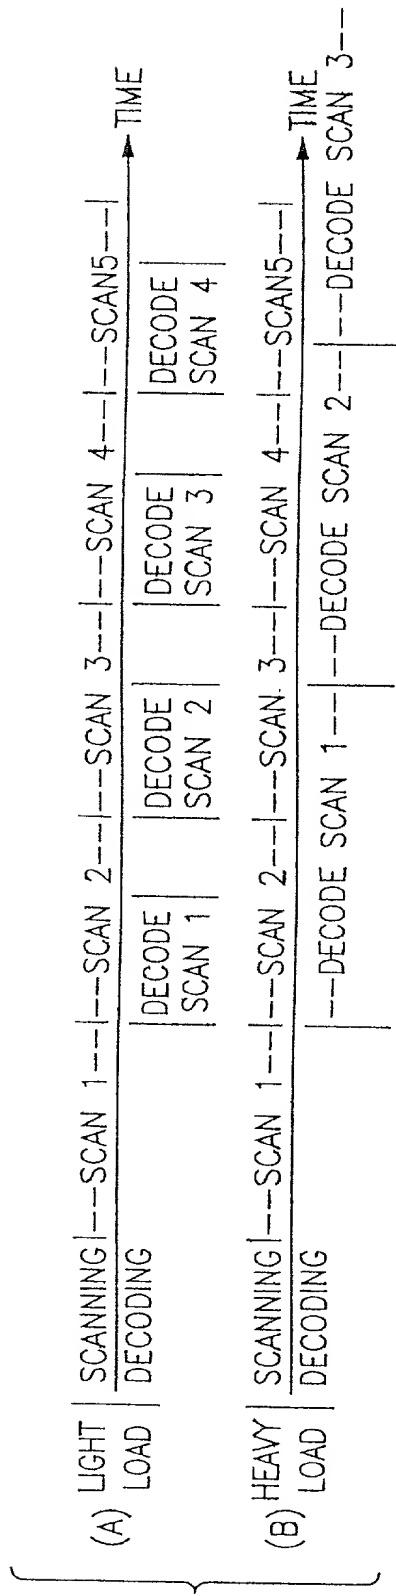 (A) LIGHT LOAD
SCANNING|---SCAN 1---|---SCAN 2---|---SCAN 3---|---SCAN 4---|---SCAN5---|
TIME
DECODING
DECODE SCAN 1
DECODE SCAN 2
DECODE SCAN 3
DECODE SCAN 4
(B) HEAVY LOAD
SCANNING|---SCAN 1---|---SCAN 2---|---SCAN 3---|---SCAN 4---|---SCAN5---|
TIME
DECODING
---DECODE SCAN 1---
---DECODE SCAN 2---
---DECODE SCAN 3---